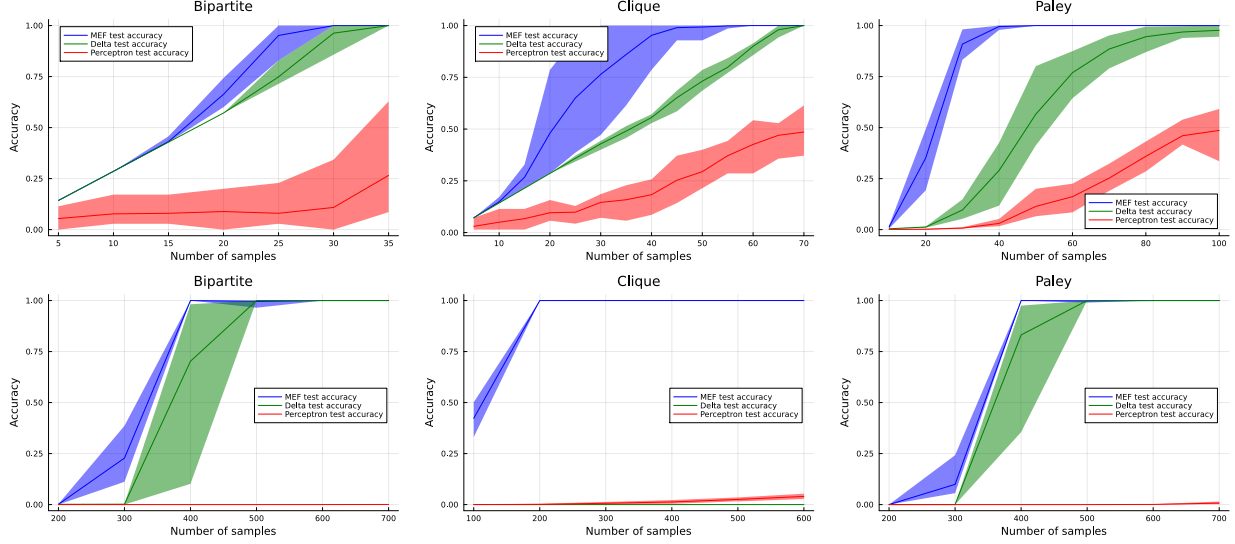 Bipartite
Accuracy
1.00
0.75
0.50
0.25
0.00
MEF test accuracy
Delta test accuracy
Perceptron test accuracy
5 10 15 20 25 30 35
Number of samples
Clique
Accuracy
1.00
0.75
0.50
0.25
0.00
MEF test accuracy
Delta test accuracy
Perceptron test accuracy
10 20 30 40 50 60 70
Number of samples
Paley
Accuracy
1.00
0.75
0.50
0.25
0.00
MEF test accuracy
Delta test accuracy
Perceptron test accuracy
20 40 60 80 100
Number of samples
Bipartite
Accuracy
1.00
0.75
0.50
0.25
0.00
MEF test accuracy
Delta test accuracy
Perceptron test accuracy
200 300 400 500 600 700
Number of samples
Clique
Accuracy
1.00
0.75
0.50
0.25
0.00
MEF test accuracy
Delta test accuracy
Perceptron test accuracy
100 200 300 400 500 600
Number of samples
Paley
Accuracy
1.00
0.75
0.50
0.25
0.00
MEF test accuracy
Delta test accuracy
Perceptron test accuracy
200 300 400 500 600 700
Number of samples